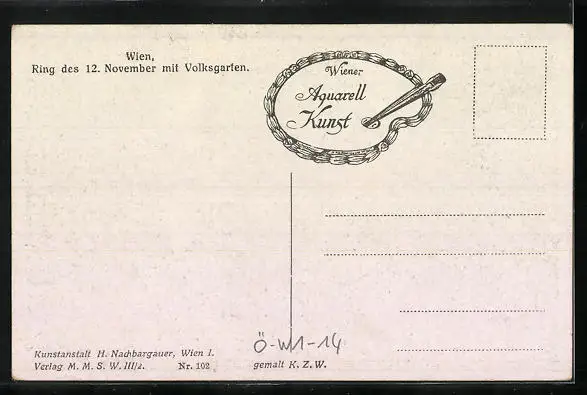 Wien,
Ring des 12. November mit Volksgarten.
Wiener
Aquarell
Kunst
Kunstanstalt H. Nachbargauer, Wien I.
Verlag M. M. S. W. III/2. Nr. 102
gemalt K. Z. W.
Ö-W1-14